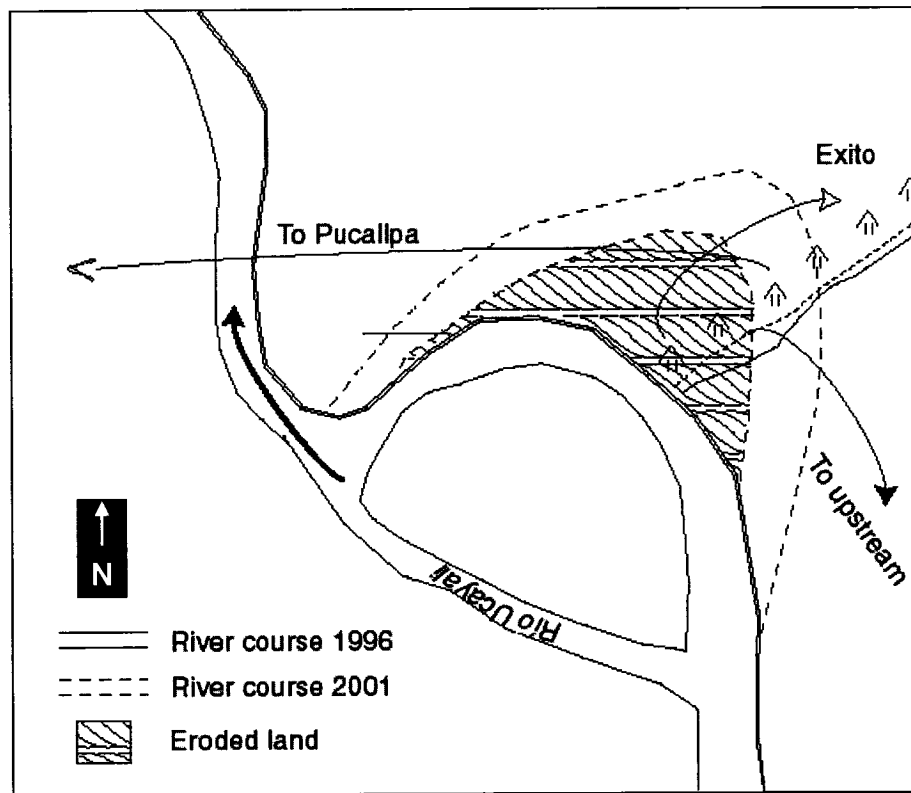 Exito
To Pucallpa
To upstream
Río Ucayali
N
River course 1996
River course 2001
Eroded land